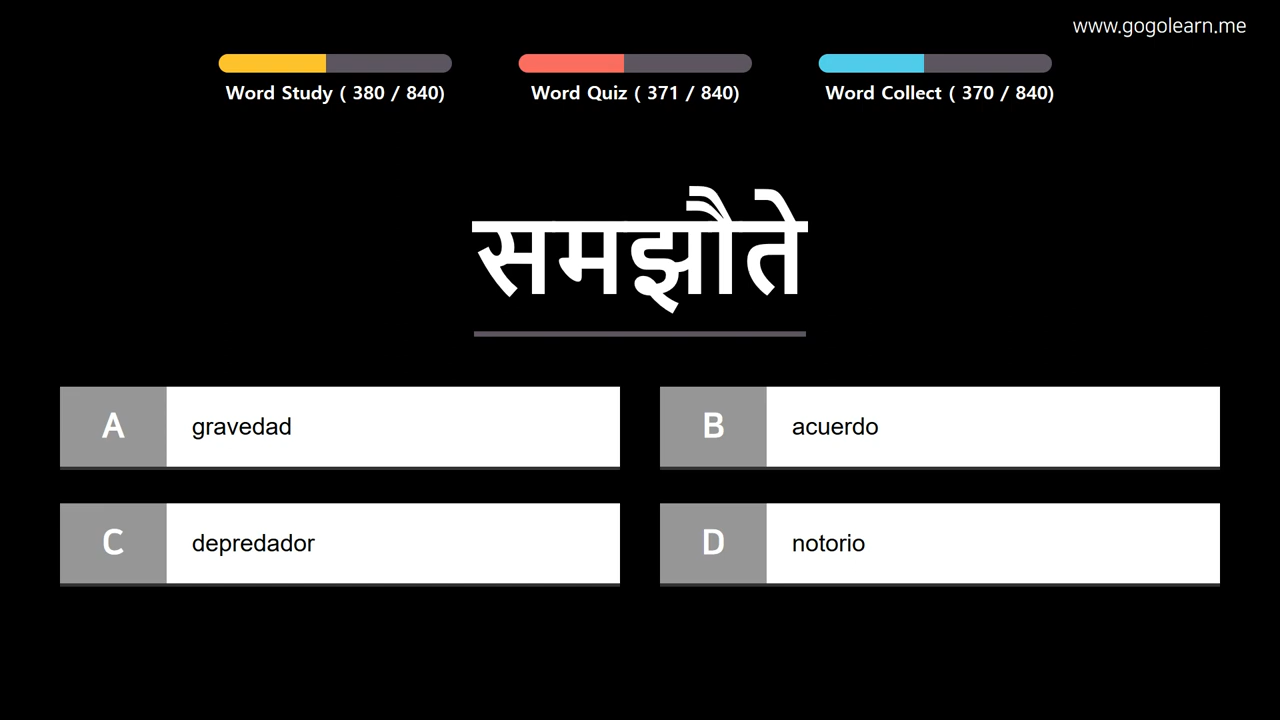 www.gogolearn.me
Word Study ( 380 / 840)
Word Quiz ( 371 / 840)
Word Collect ( 370 / 840)
समझौते
A gravedad
B acuerdo
C depredador
D notorio